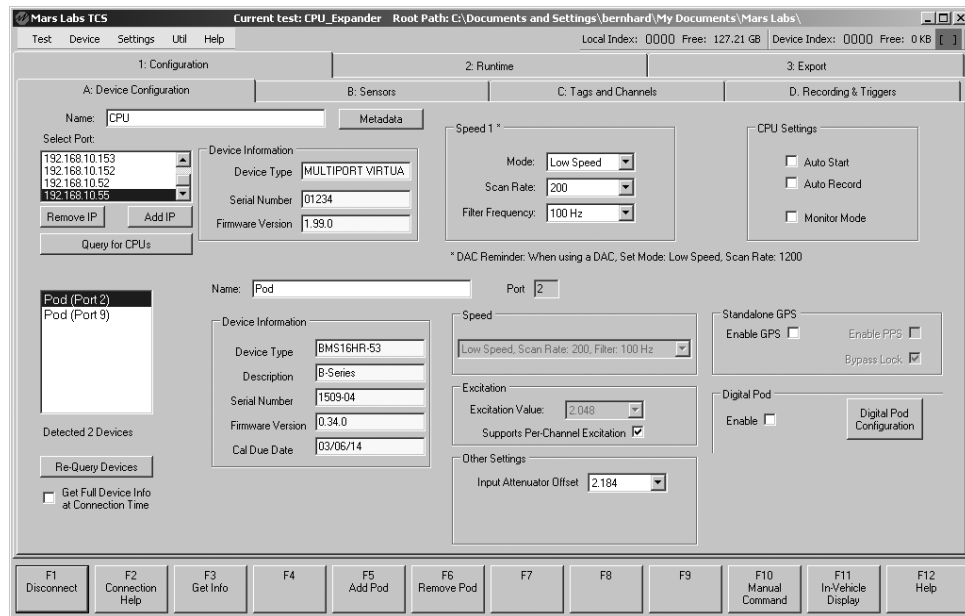 Mars Labs TCS Current test: CPU_Expander Root Path: C:\Documents and Settings\bernhard\My Documents\Mars Labs\
Test Device Settings Util Help Local Index: 0000 Free: 127.21 GB Device Index: 0000 Free: 0 KB [ ]
1: Configuration 2: Runtime 3: Export
A: Device Configuration B: Sensors C: Tags and Channels D. Recording & Triggers
Name: CPU Metadata
Select Port:
192.168.10.153
192.168.10.152
192.168.10.52
192.168.10.55
Remove IP Add IP
Query for CPUs
Device Information
Device Type MULTIPORT VIRTUA
Serial Number 01234
Firmware Version 1.99.0
Speed 1 *
Mode: Low Speed
Scan Rate: 200
Filter Frequency: 100 Hz
CPU Settings
Auto Start
Auto Record
Monitor Mode
* DAC Reminder: When using a DAC, Set Mode: Low Speed, Scan Rate: 1200
Pod (Port 2)
Pod (Port 9)
Detected 2 Devices
Re-Query Devices
Get Full Device Info
at Connection Time
Name: Pod Port 2
Device Information
Device Type BMS16HR-53
Description B-Series
Serial Number 1509-04
Firmware Version 0.34.0
Cal Due Date 03/06/14
Speed
Low Speed, Scan Rate: 200, Filter: 100 Hz
Excitation
Excitation Value: 2.048
Supports Per-Channel Excitation
Other Settings
Input Attenuator Offset 2.184
Standalone GPS
Enable GPS Enable PPS
Bypass Lock
Digital Pod
Enable
Digital Pod
Configuration
F1
Disconnect
F2
Connection
Help
F3
Get Info
F4
F5
Add Pod
F6
Remove Pod
F7
F8
F9
F10
Manual
Command
F11
In-Vehicle
Display
F12
Help